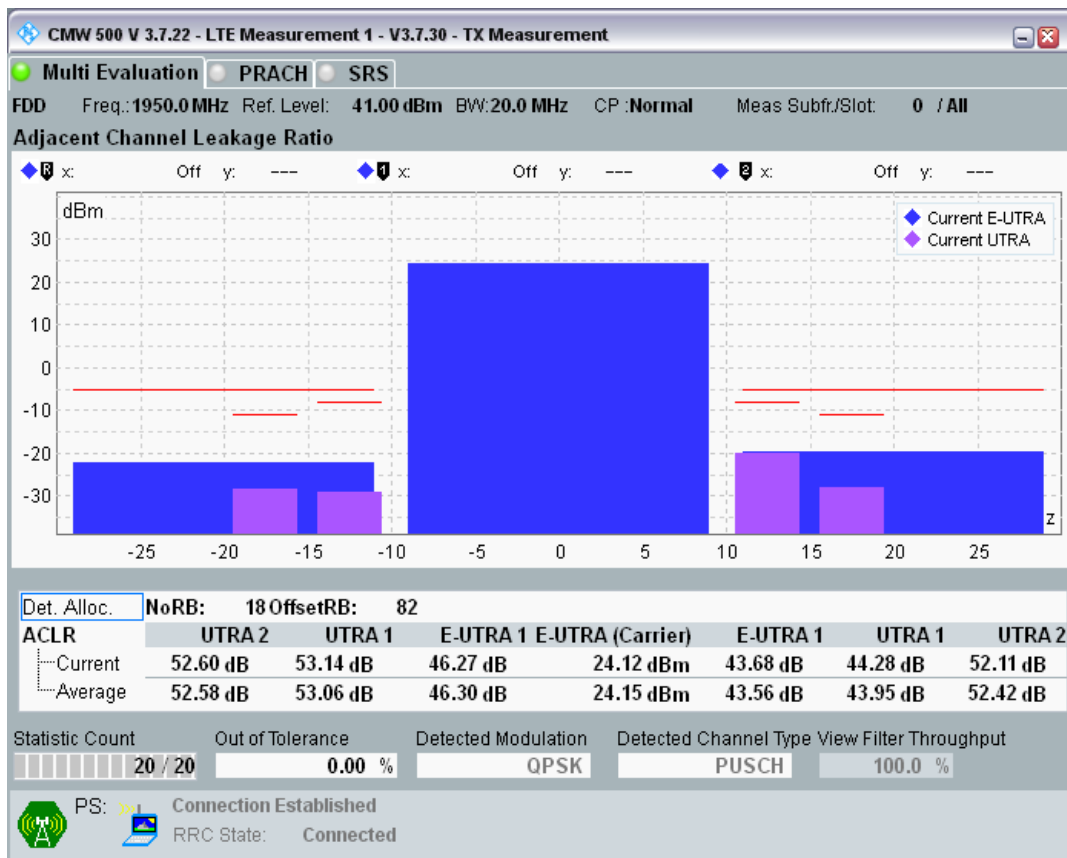 CMW 500 V 3.7.22 - LTE Measurement 1 - V3.7.30 - TX Measurement
Multi Evaluation PRACH SRS
FDD Freq.: 1950.0 MHz Ref. Level: 41.00 dBm BW: 20.0 MHz CP :Normal Meas Subfr./Slot: 0 / All
Adjacent Channel Leakage Ratio
R x: Off y: --- 1 x: Off y: --- 2 x: Off y: ---
dBm
Current E-UTRA
Current UTRA
30
20
10
0
-10
-20
-30
z
-25 -20 -15 -10 -5 0 5 10 15 20 25
Det. Alloc. NoRB: 18 OffsetRB: 82
ACLR UTRA 2 UTRA 1 E-UTRA 1 E-UTRA (Carrier) E-UTRA 1 UTRA 1 UTRA 2
Current 52.60 dB 53.14 dB 46.27 dB 24.12 dBm 43.68 dB 44.28 dB 52.11 dB
Average 52.58 dB 53.06 dB 46.30 dB 24.15 dBm 43.56 dB 43.95 dB 52.42 dB
Statistic Count Out of Tolerance Detected Modulation Detected Channel Type View Filter Throughput
20 / 20 0.00 % QPSK PUSCH 100.0 %
PS: Connection Established
RRC State: Connected